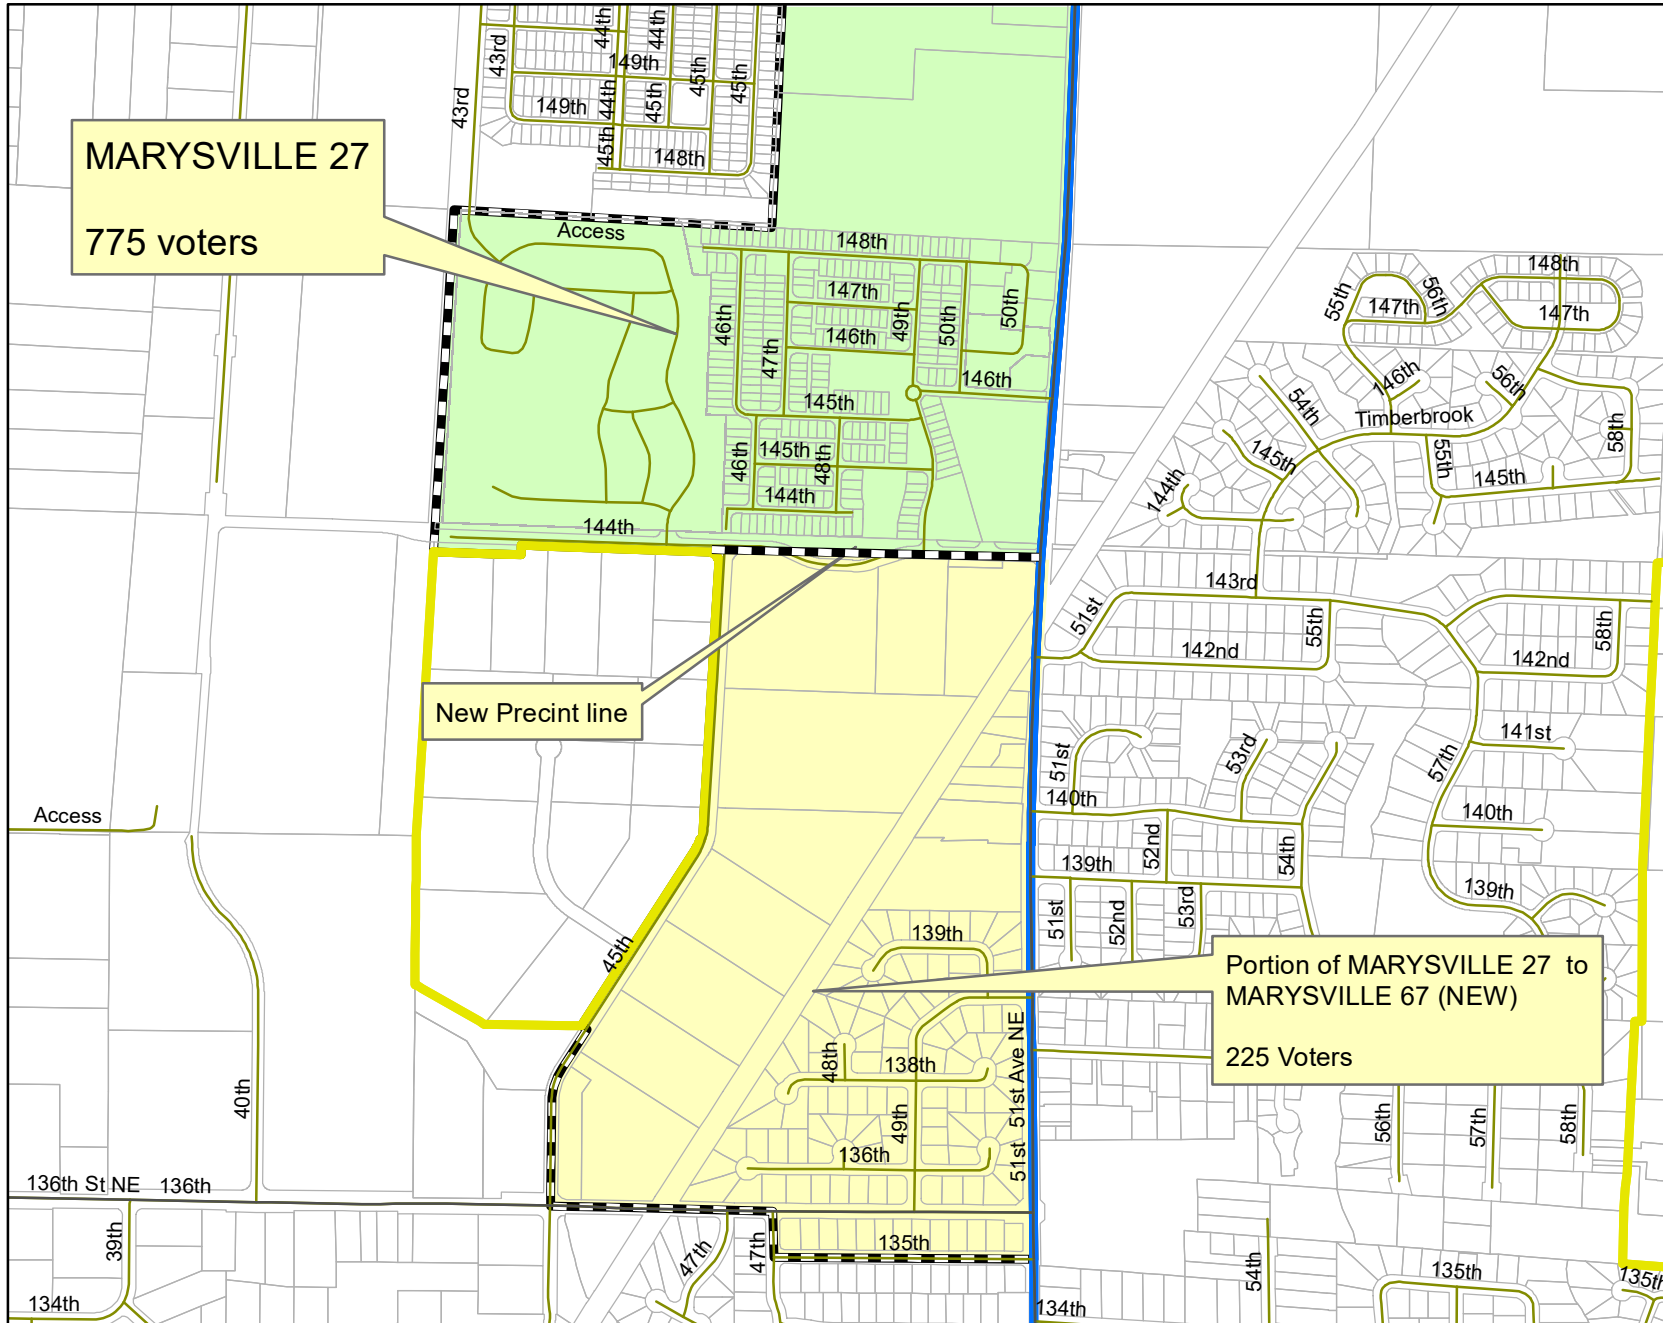 44th
44th
43rd
149th
45th
45th
43rd
149th
44th
45th
45th
148th
MARYSVILLE 27
775 voters
Access
148th
46th
47th
147th
146th
49th
50th
50th
146th
145th
46th
145th
48th
144th
144th
148th
55th
56th
147th
147th
146th
56th
54th
Timberbrook
58th
145th
55th
145th
144th
143rd
51st
55th
58th
142nd
142nd
New Precint line
51st
53rd
57th
141st
140th
140th
Access
52nd
139th
54th
139th
51st
52nd
53rd
139th
45th
Portion of MARYSVILLE 27 to
MARYSVILLE 67 (NEW)
225 Voters
48th
138th
51st Ave NE
40th
49th
56th
57th
58th
136th
51st
136th St NE
136th
39th
47th
47th
135th
54th
135th
135th
134th
134th